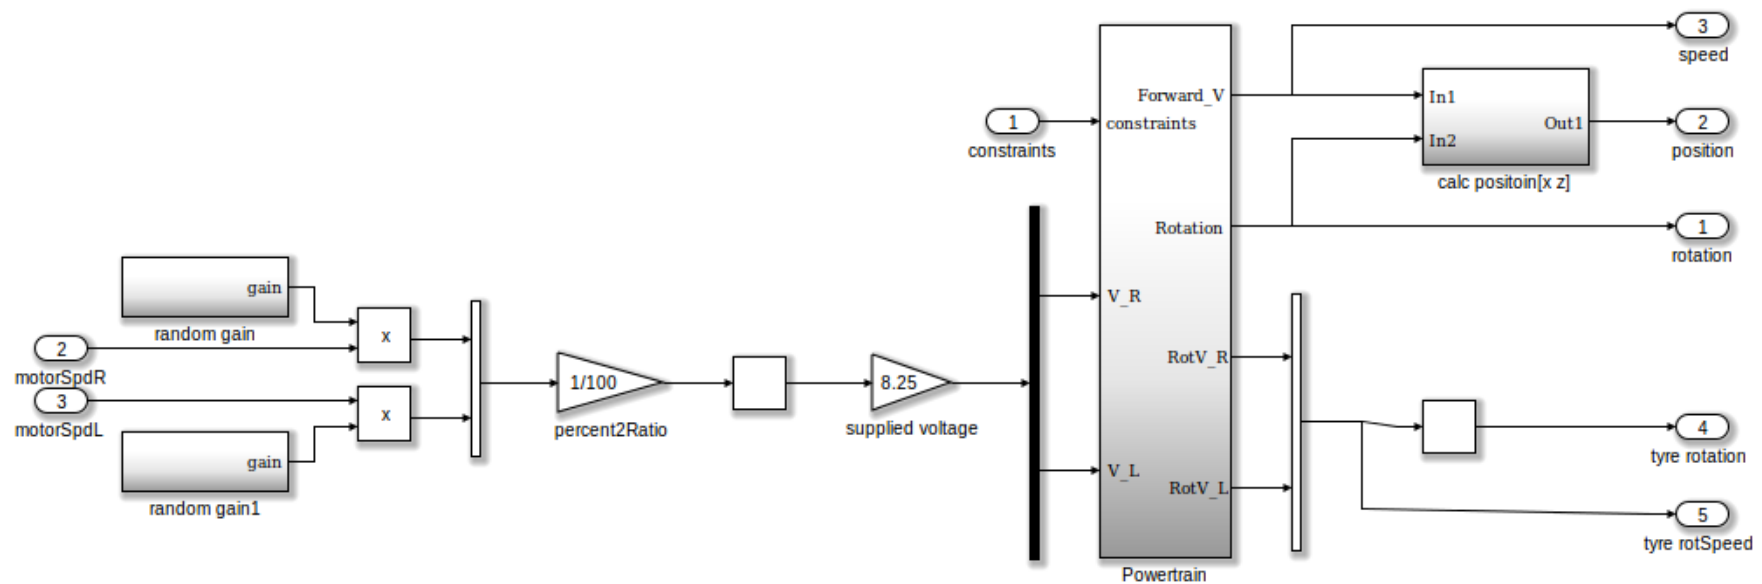 3
speed
Forward_V
In1
1
constraints
constraints
In2
Out1
2
position
calc positoin[x z]
Rotation
1
rotation
gain
random gain
x
2
motorSpdR
V_R
RotV_R
1/100
percent2Ratio
8.25
supplied voltage
3
motorSpdL
x
gain
random gain1
V_L
RotV_L
4
tyre rotation
5
tyre rotSpeed
Powertrain